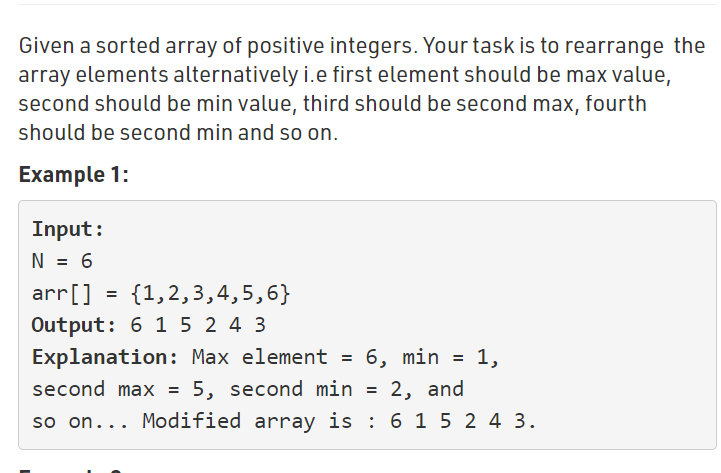 Given a sorted array of positive integers. Your task is to rearrange the
array elements alternatively i.e first element should be max value,
second should be min value, third should be second max, fourth
should be second min and so on.
Example 1:
Input:
N = 6
arr[] = {1,2,3,4,5,6}
Output: 6 1 5 2 4 3
Explanation: Max element = 6, min = 1,
second max = 5, second min = 2, and
so on... Modified array is : 6 1 5 2 4 3.